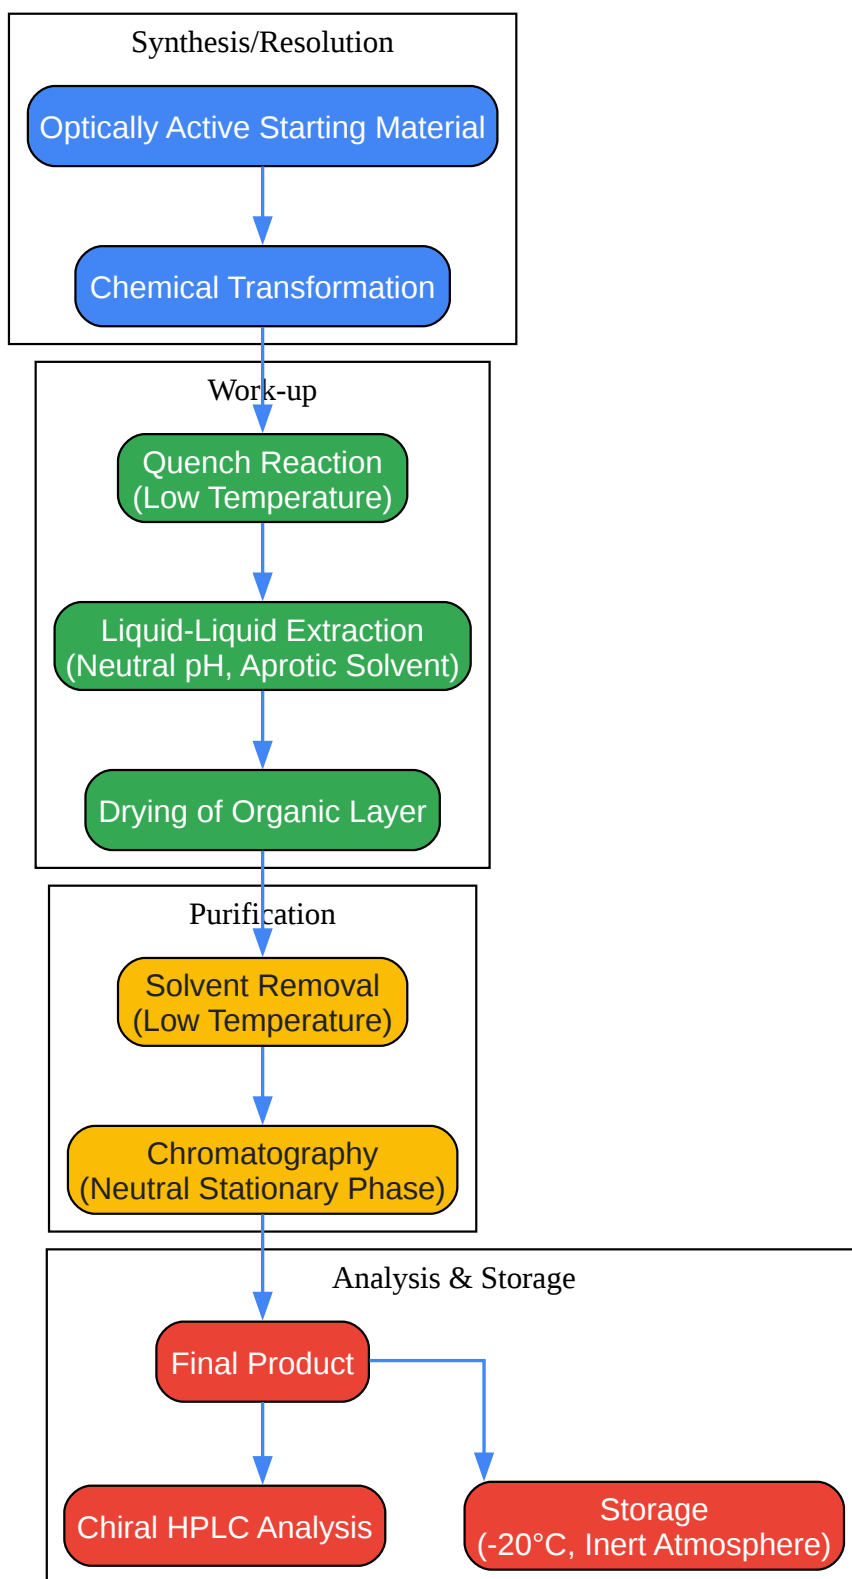 Synthesis/Resolution
Optically Active Starting Material
Chemical Transformation
Work-up
Quench Reaction
(Low Temperature)
Liquid-Liquid Extraction
(Neutral pH, Aprotic Solvent)
Drying of Organic Layer
Purification
Solvent Removal
(Low Temperature)
Chromatography
(Neutral Stationary Phase)
Analysis & Storage
Final Product
Chiral HPLC Analysis
Storage
(-20°C, Inert Atmosphere)